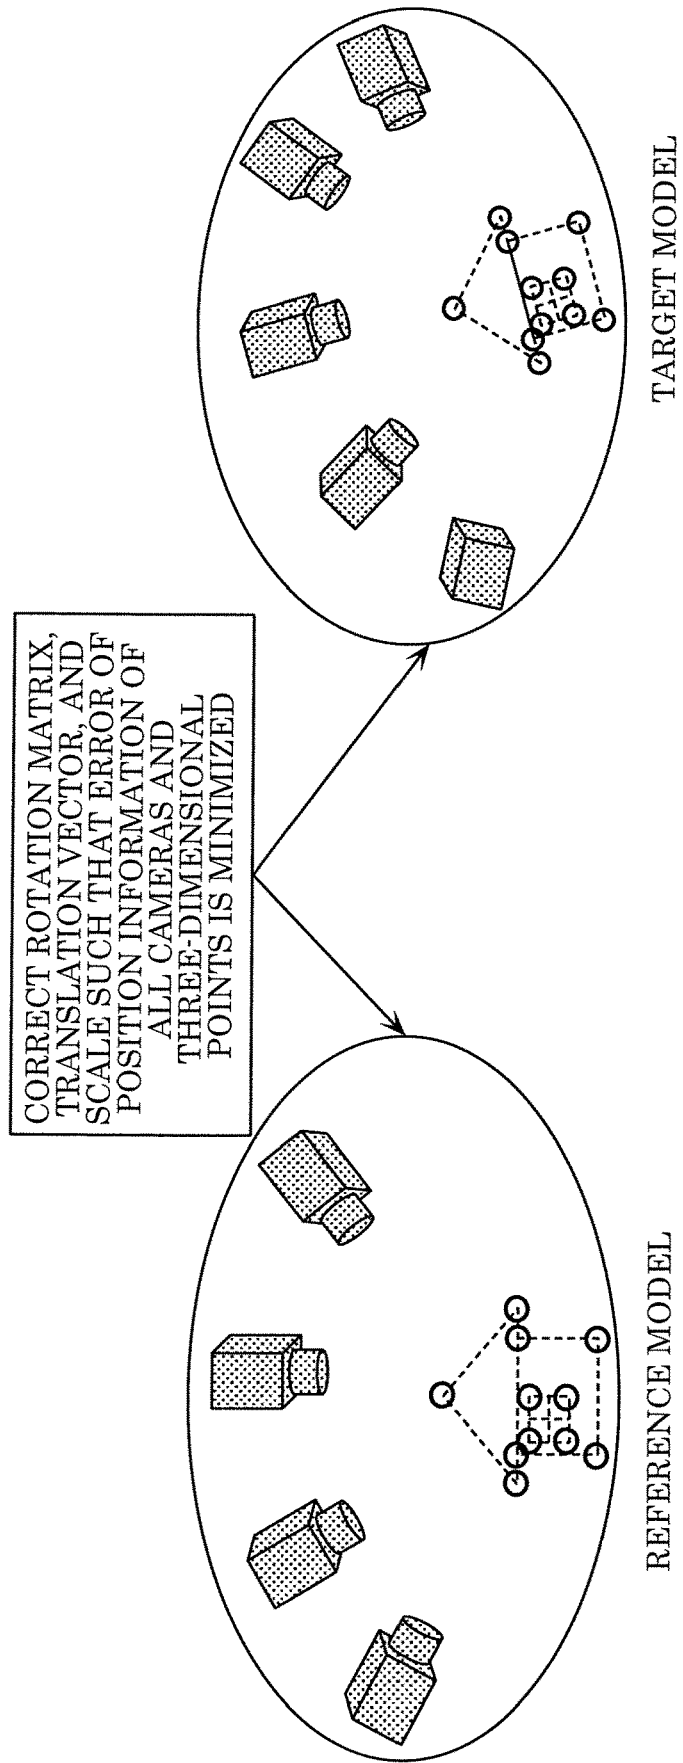 CORRECT ROTATION MATRIX,
TRANSLATION VECTOR, AND
SCALE SUCH THAT ERROR OF
POSITION INFORMATION OF
ALL CAMERAS AND
THREE-DIMENSIONAL
POINTS IS MINIMIZED
REFERENCE MODEL
TARGET MODEL